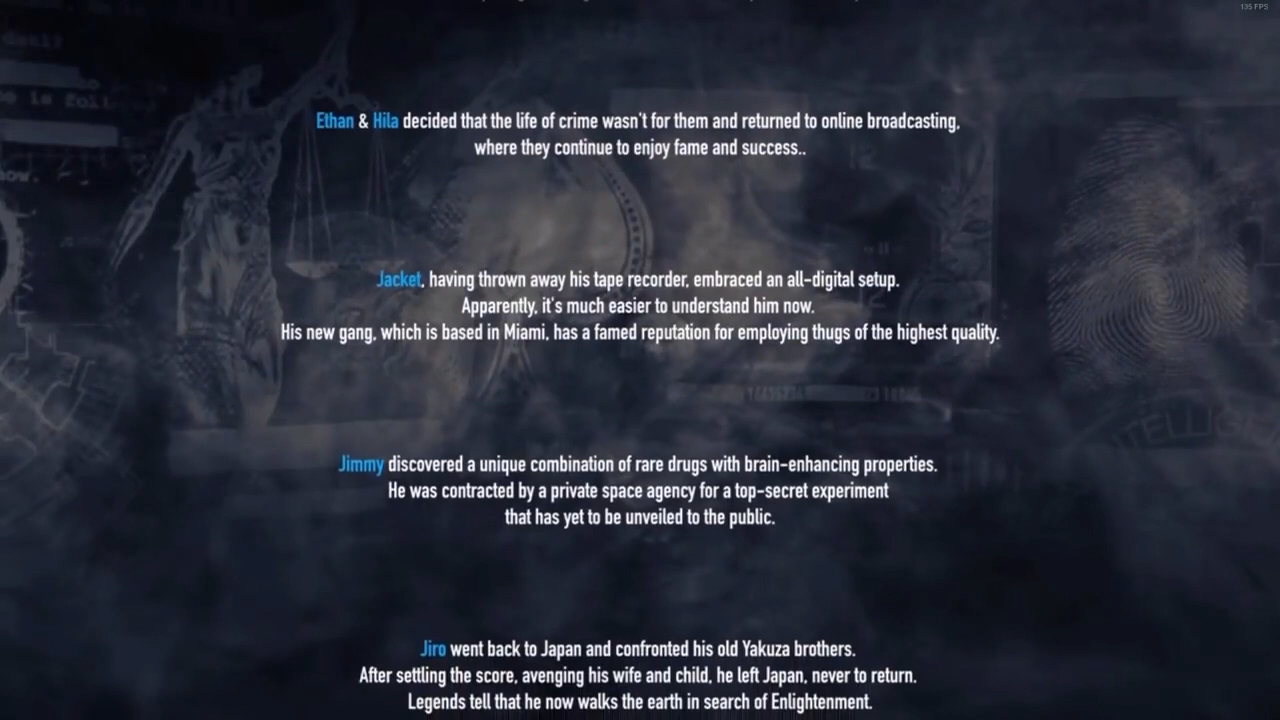 135 FPS
Ethan & Hila decided that the life of crime wasn't for them and returned to online broadcasting,
where they continue to enjoy fame and success..
Jacket, having thrown away his tape recorder, embraced an all-digital setup.
Apparently, it's much easier to understand him now.
His new gang, which is based in Miami, has a famed reputation for employing thugs of the highest quality.
Jimmy discovered a unique combination of rare drugs with brain-enhancing properties.
He was contracted by a private space agency for a top-secret experiment
that has yet to be unveiled to the public.
Jiro went back to Japan and confronted his old Yakuza brothers.
After settling the score, avenging his wife and child, he left Japan, never to return.
Legends tell that he now walks the earth in search of Enlightenment.